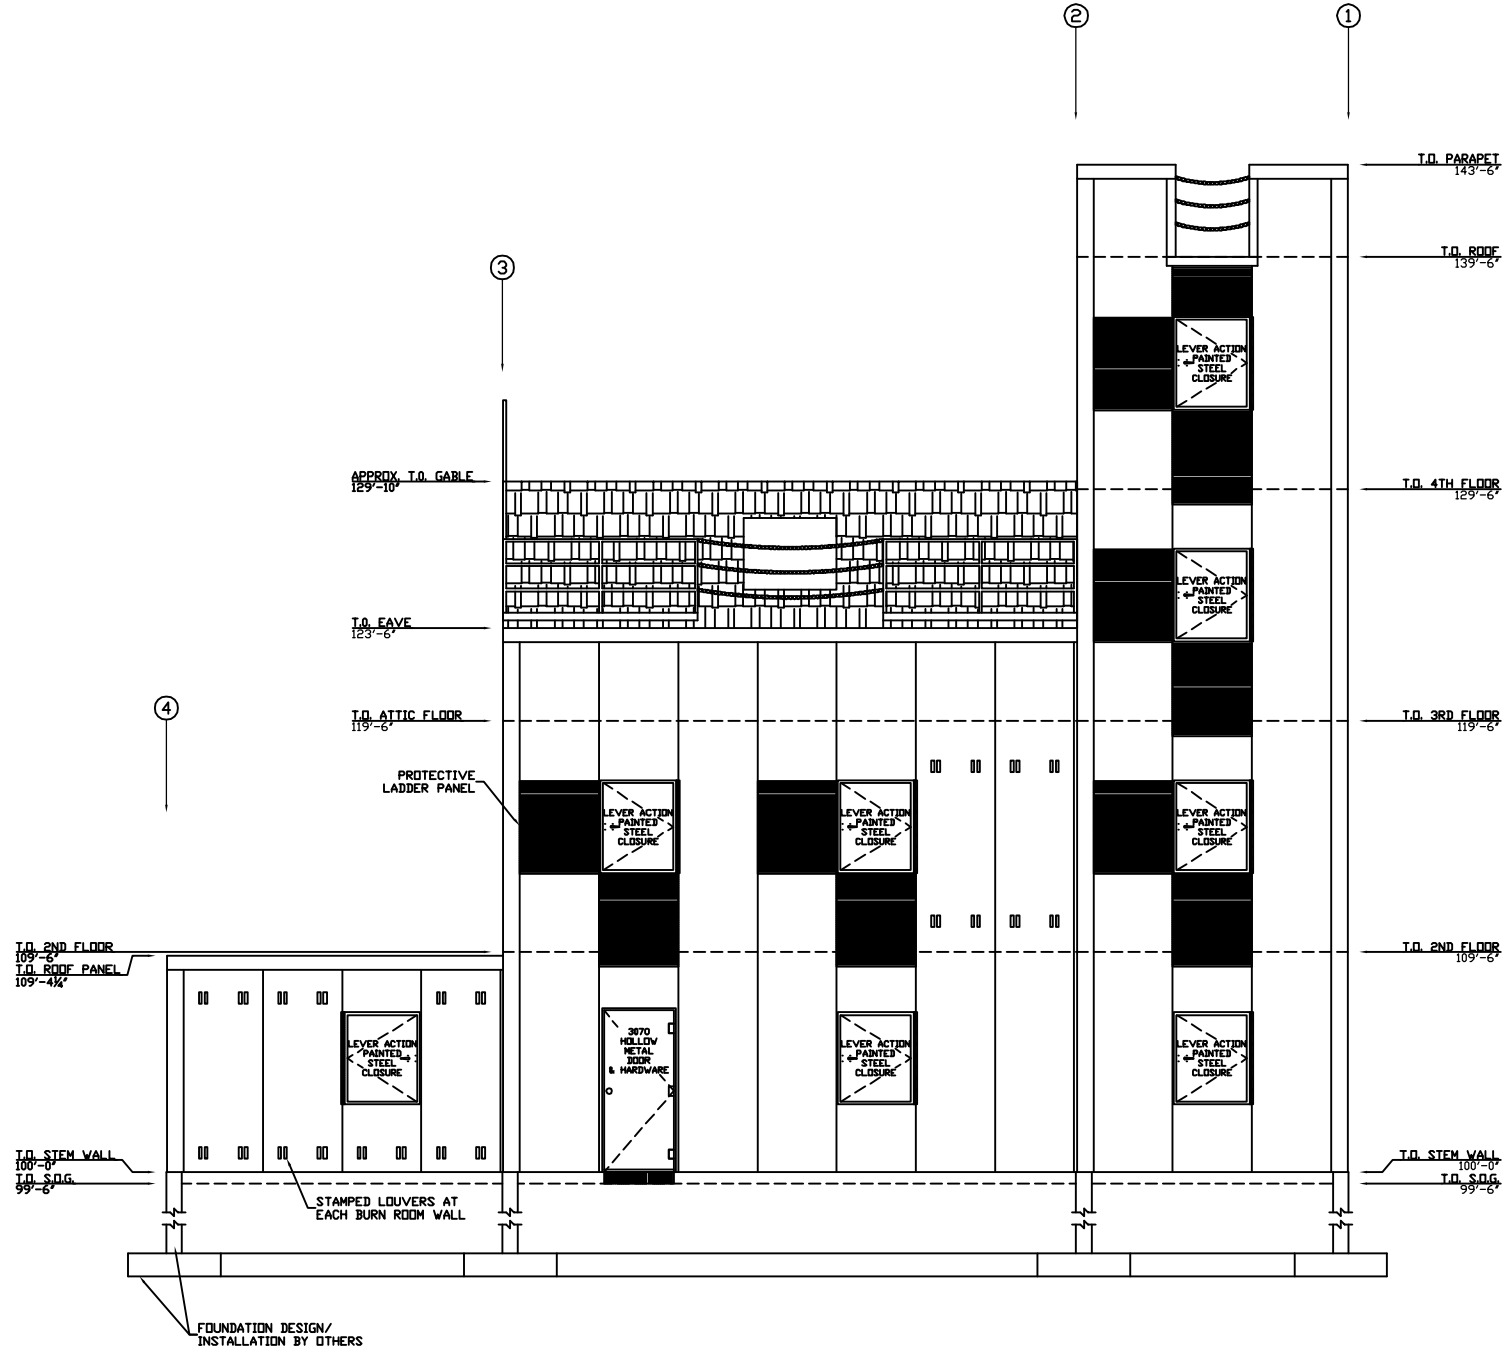 2
1
T.O. PARAPET
143'-6"
T.O. ROOF
139'-6"
3
LEVER ACTION
PAINTED
STEEL
CLOSURE
APPROX. T.O. GABLE
129'-10"
T.O. 4TH FLOOR
129'-6"
LEVER ACTION
PAINTED
STEEL
CLOSURE
T.O. EAVE
123'-6"
4
T.O. ATTIC FLOOR
119'-6"
T.O. 3RD FLOOR
119'-6"
PROTECTIVE
LADDER PANEL
LEVER ACTION
PAINTED
STEEL
CLOSURE
LEVER ACTION
PAINTED
STEEL
CLOSURE
LEVER ACTION
PAINTED
STEEL
CLOSURE
T.O. 2ND FLOOR
109'-6"
T.O. ROOF PANEL
109'-4¼"
T.O. 2ND FLOOR
109'-6"
LEVER ACTION
PAINTED
STEEL
CLOSURE
3070
HOLLOW
METAL
DOOR
& HARDWARE
LEVER ACTION
PAINTED
STEEL
CLOSURE
LEVER ACTION
PAINTED
STEEL
CLOSURE
T.O. STEM WALL
100'-0"
T.O. S.O.G.
99'-6"
T.O. STEM WALL
100'-0"
T.O. S.O.G.
99'-6"
STAMPED LOUVERS AT
EACH BURN ROOM WALL
FOUNDATION DESIGN/
INSTALLATION BY OTHERS